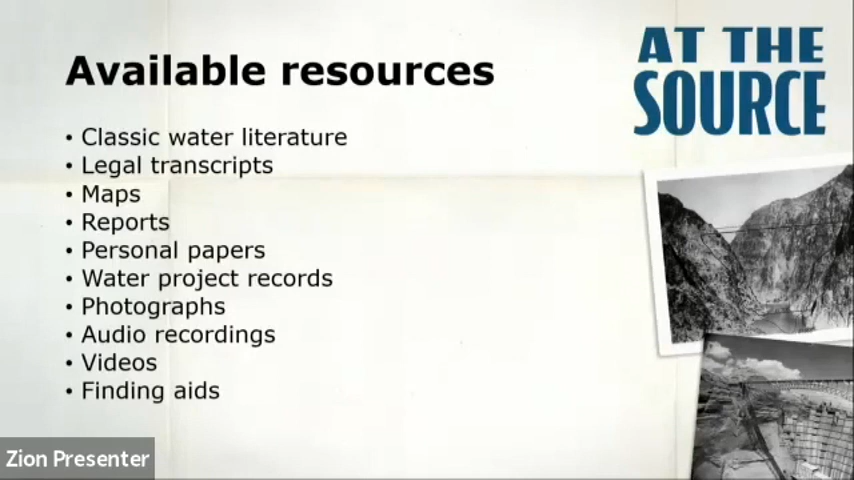 Available resources
AT THE
SOURCE
• Classic water literature
• Legal transcripts
• Maps
• Reports
• Personal papers
• Water project records
• Photographs
• Audio recordings
• Videos
• Finding aids
Zion Presenter